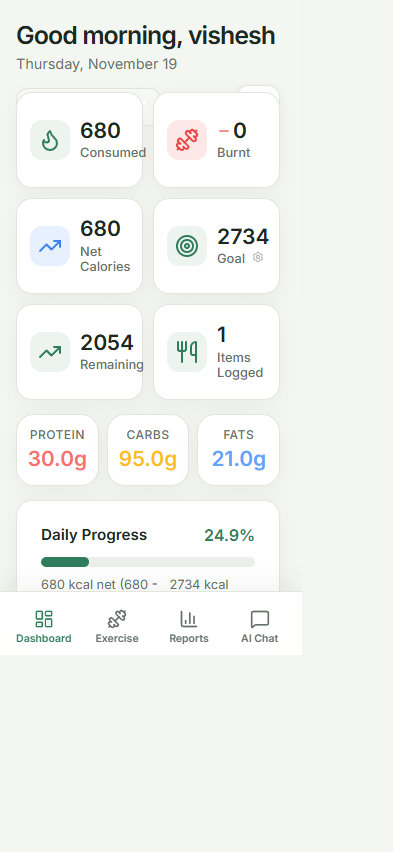 Good morning, vishesh
Thursday, November 19
680
Consumed
−0
Burnt
680
Net
Calories
2734
Goal
2054
Remaining
1
Items
Logged
PROTEIN
30.0g
CARBS
95.0g
FATS
21.0g
Daily Progress 24.9%
680 kcal net (680 - 2734 kcal
Dashboard Exercise Reports AI Chat